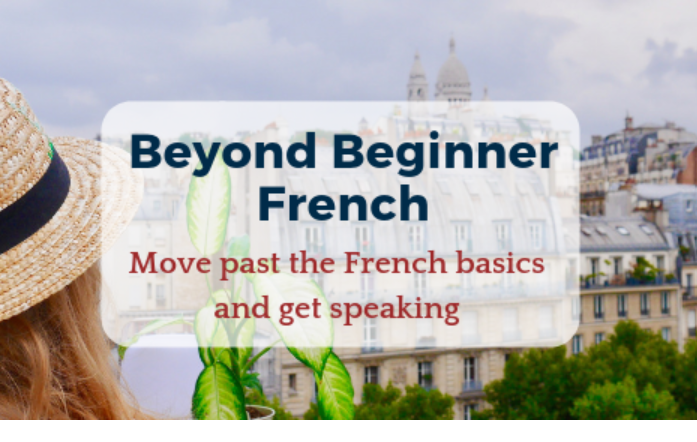 Beyond Beginner
French
Move past the French basics
and get speaking